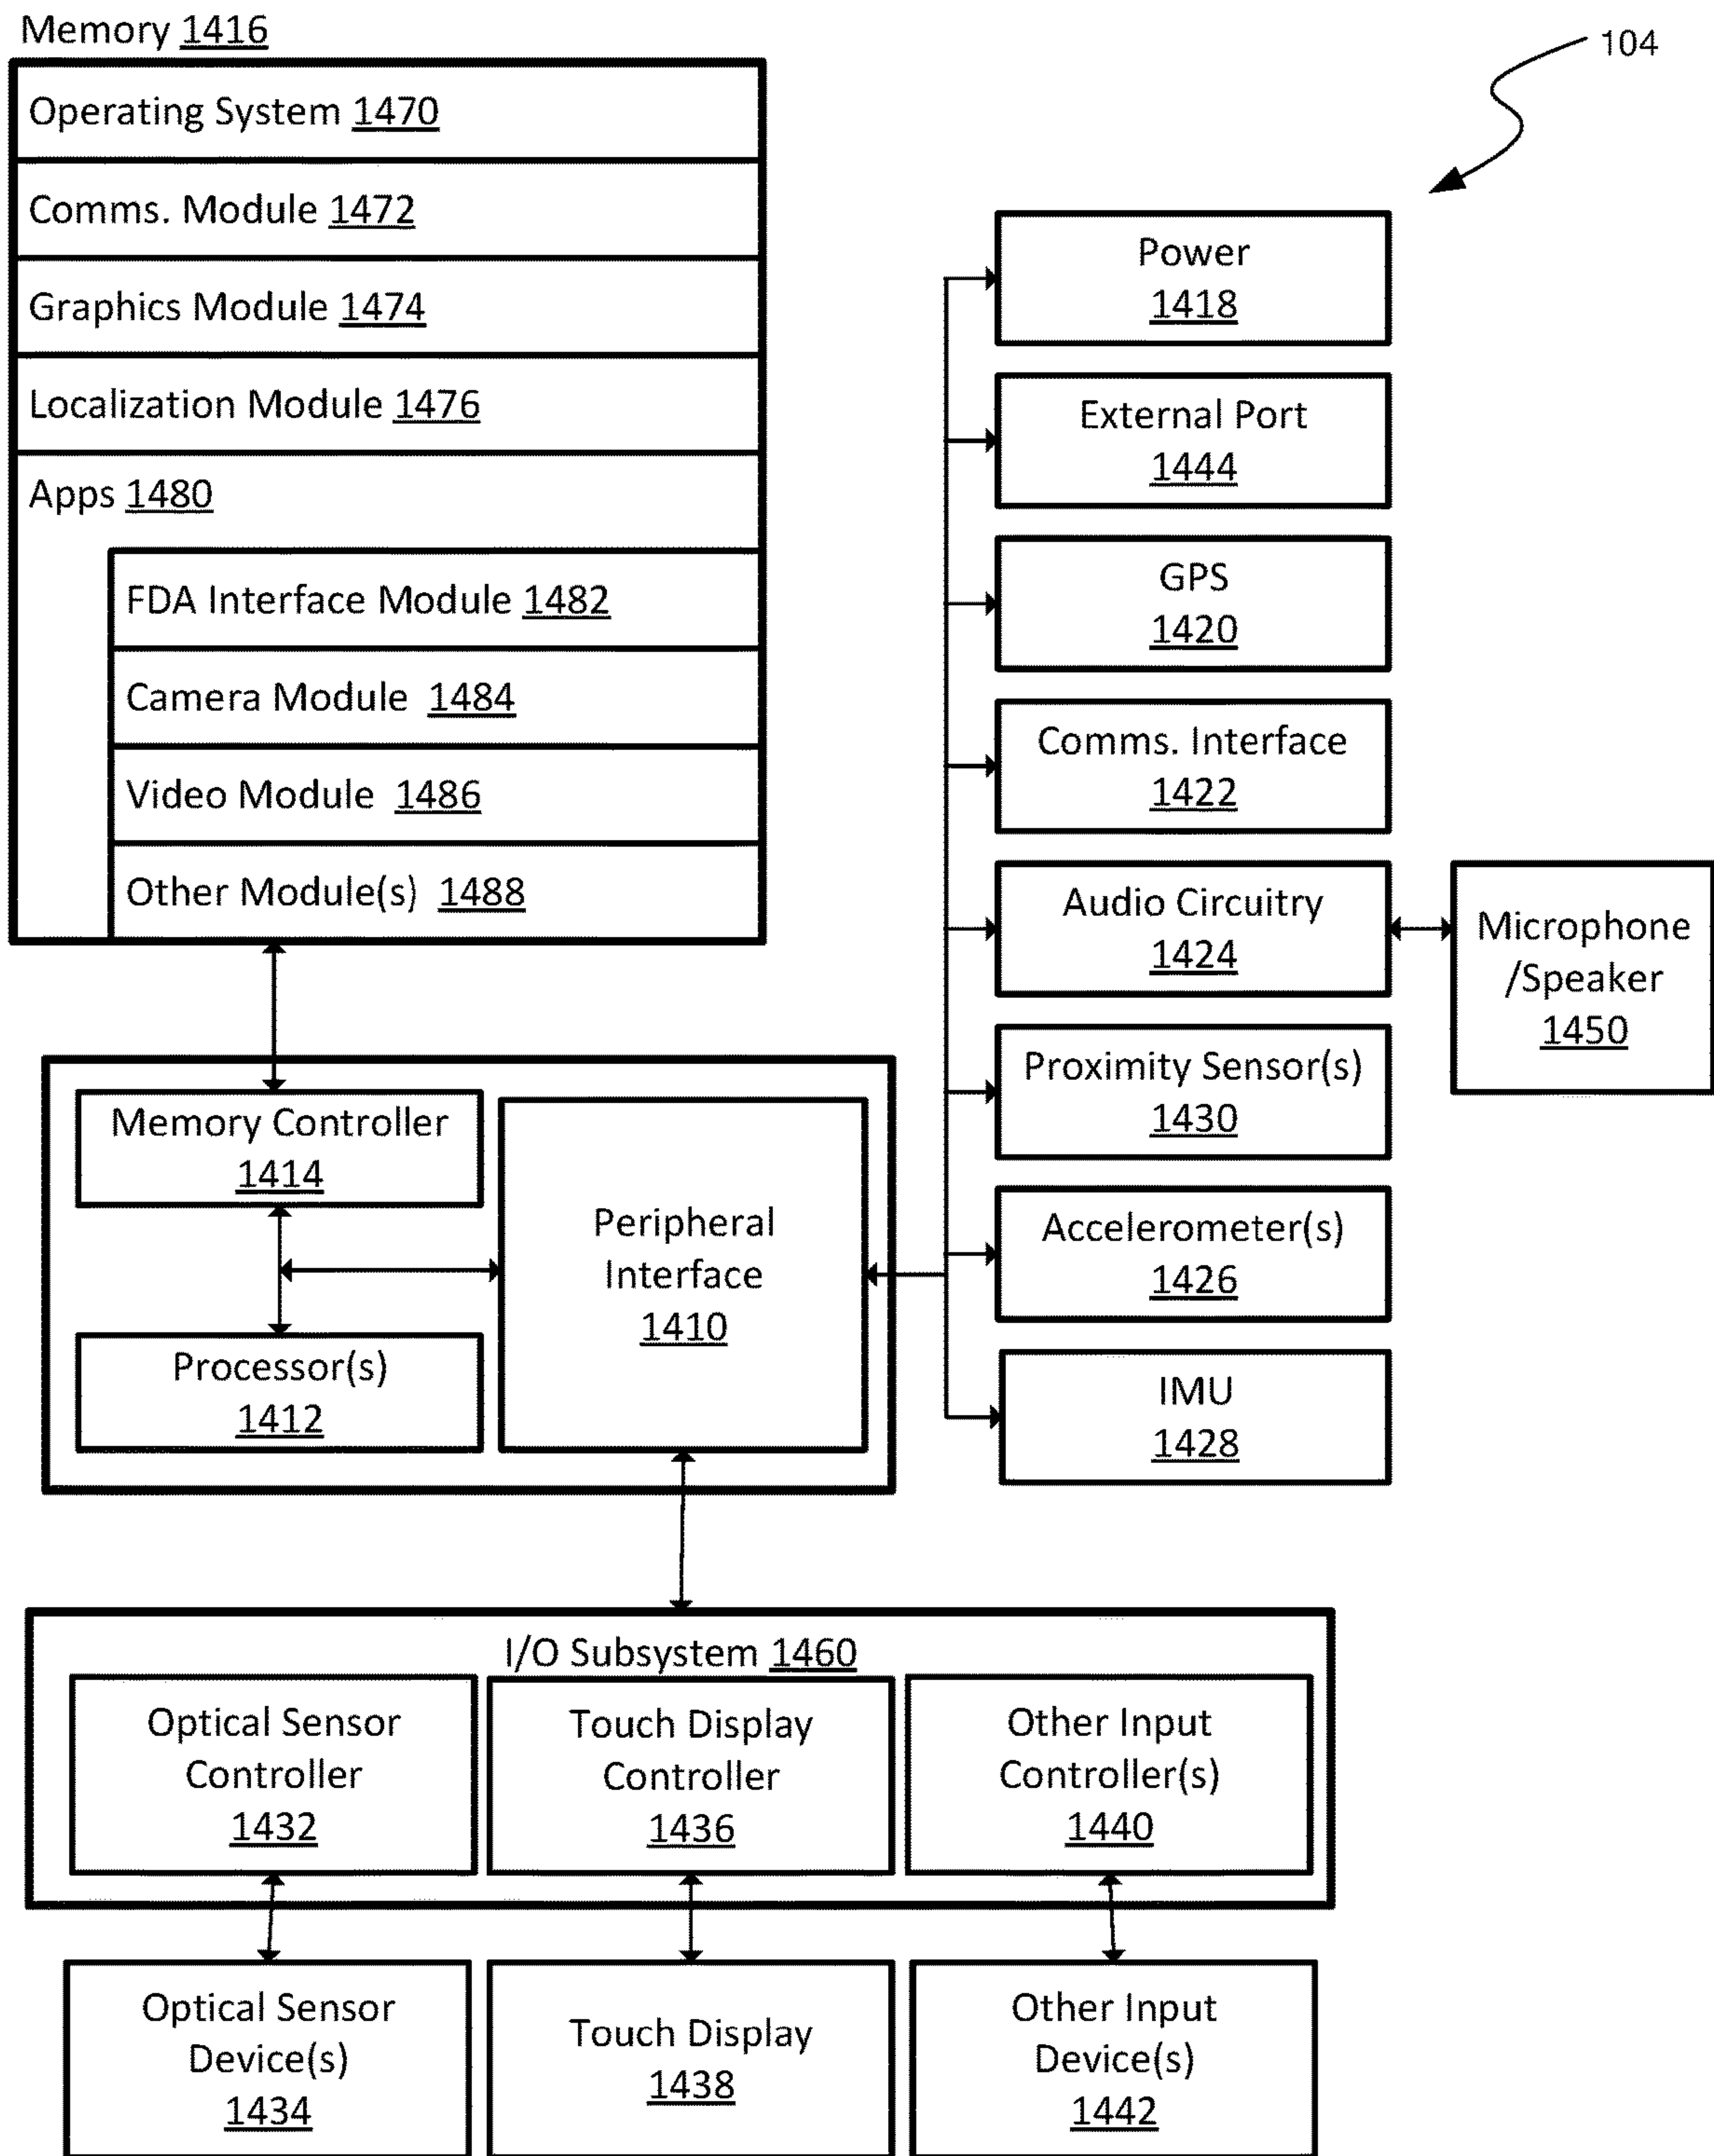 Memory 1416
104
Operating System 1470
Comms. Module 1472
Graphics Module 1474
Localization Module 1476
Apps 1480
FDA Interface Module 1482
Camera Module 1484
Video Module 1486
Other Module(s) 1488
Power
1418
External Port
1444
GPS
1420
Comms. Interface
1422
Audio Circuitry
1424
Microphone
/Speaker
1450
Proximity Sensor(s)
1430
Accelerometer(s)
1426
IMU
1428
Memory Controller
1414
Peripheral
Interface
1410
Processor(s)
1412
I/O Subsystem 1460
Optical Sensor
Controller
1432
Touch Display
Controller
1436
Other Input
Controller(s)
1440
Optical Sensor
Device(s)
1434
Touch Display
1438
Other Input
Device(s)
1442